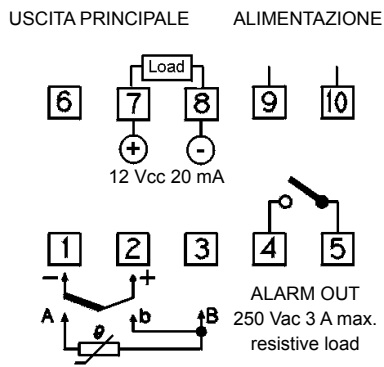 USCITA PRINCIPALE ALIMENTAZIONE
Load
6 7 8 9 10
+ -
12 Vcc 20 mA
1 2 3 4 5
- +
A b B
ϑ
ALARM OUT
250 Vac 3 A max.
resistive load